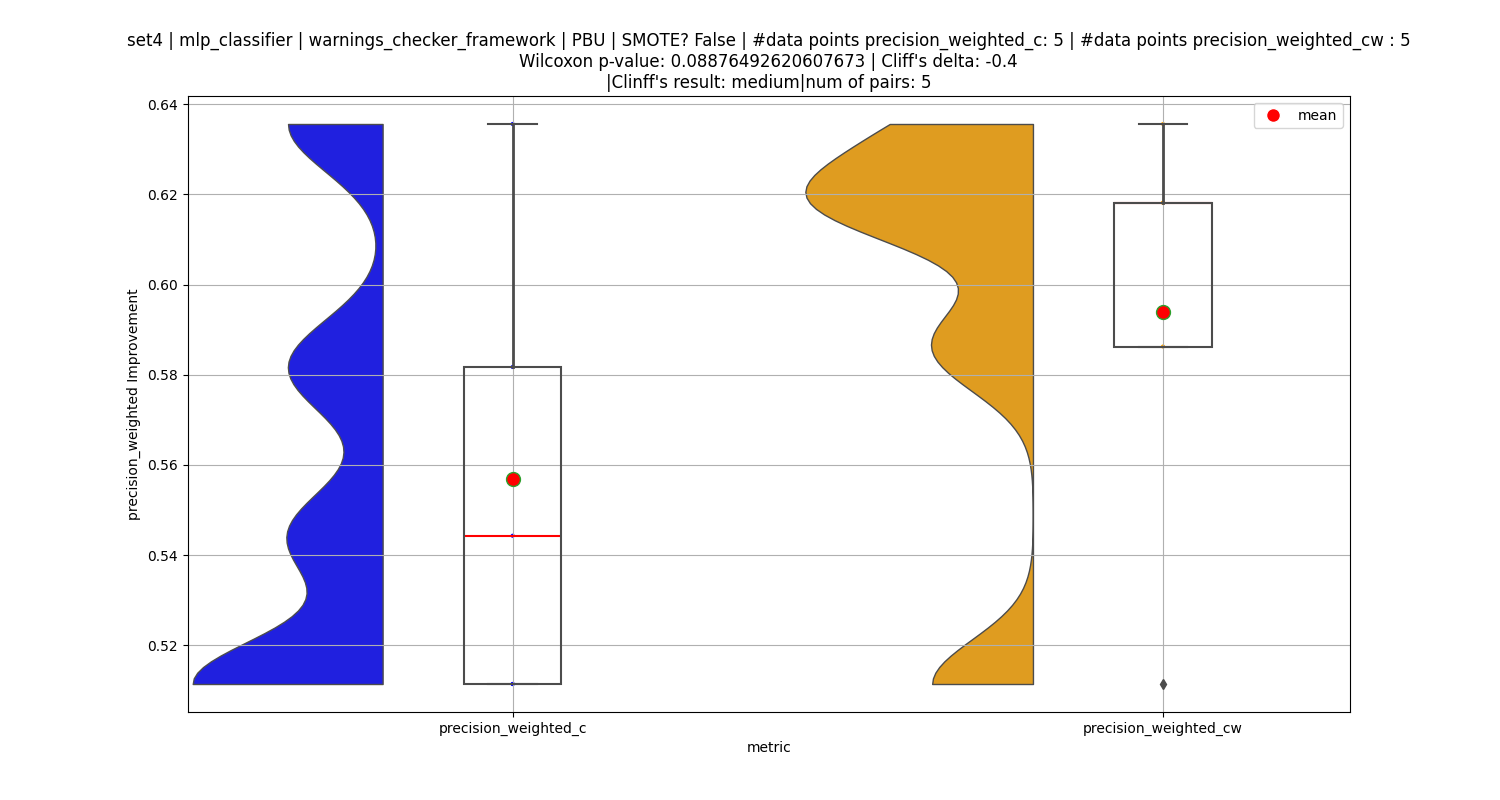 set4 | mlp_classifier | warnings_checker_framework | PBU | SMOTE? False | #data points precision_weighted_c: 5 | #data points precision_weighted_cw : 5
Wilcoxon p-value: 0.08876492620607673 | Cliff's delta: -0.4
|Clinff's result: medium|num of pairs: 5
mean
0.64
0.62
0.60
0.58
0.56
0.54
0.52
precision_weighted Improvement
precision_weighted_c
precision_weighted_cw
metric